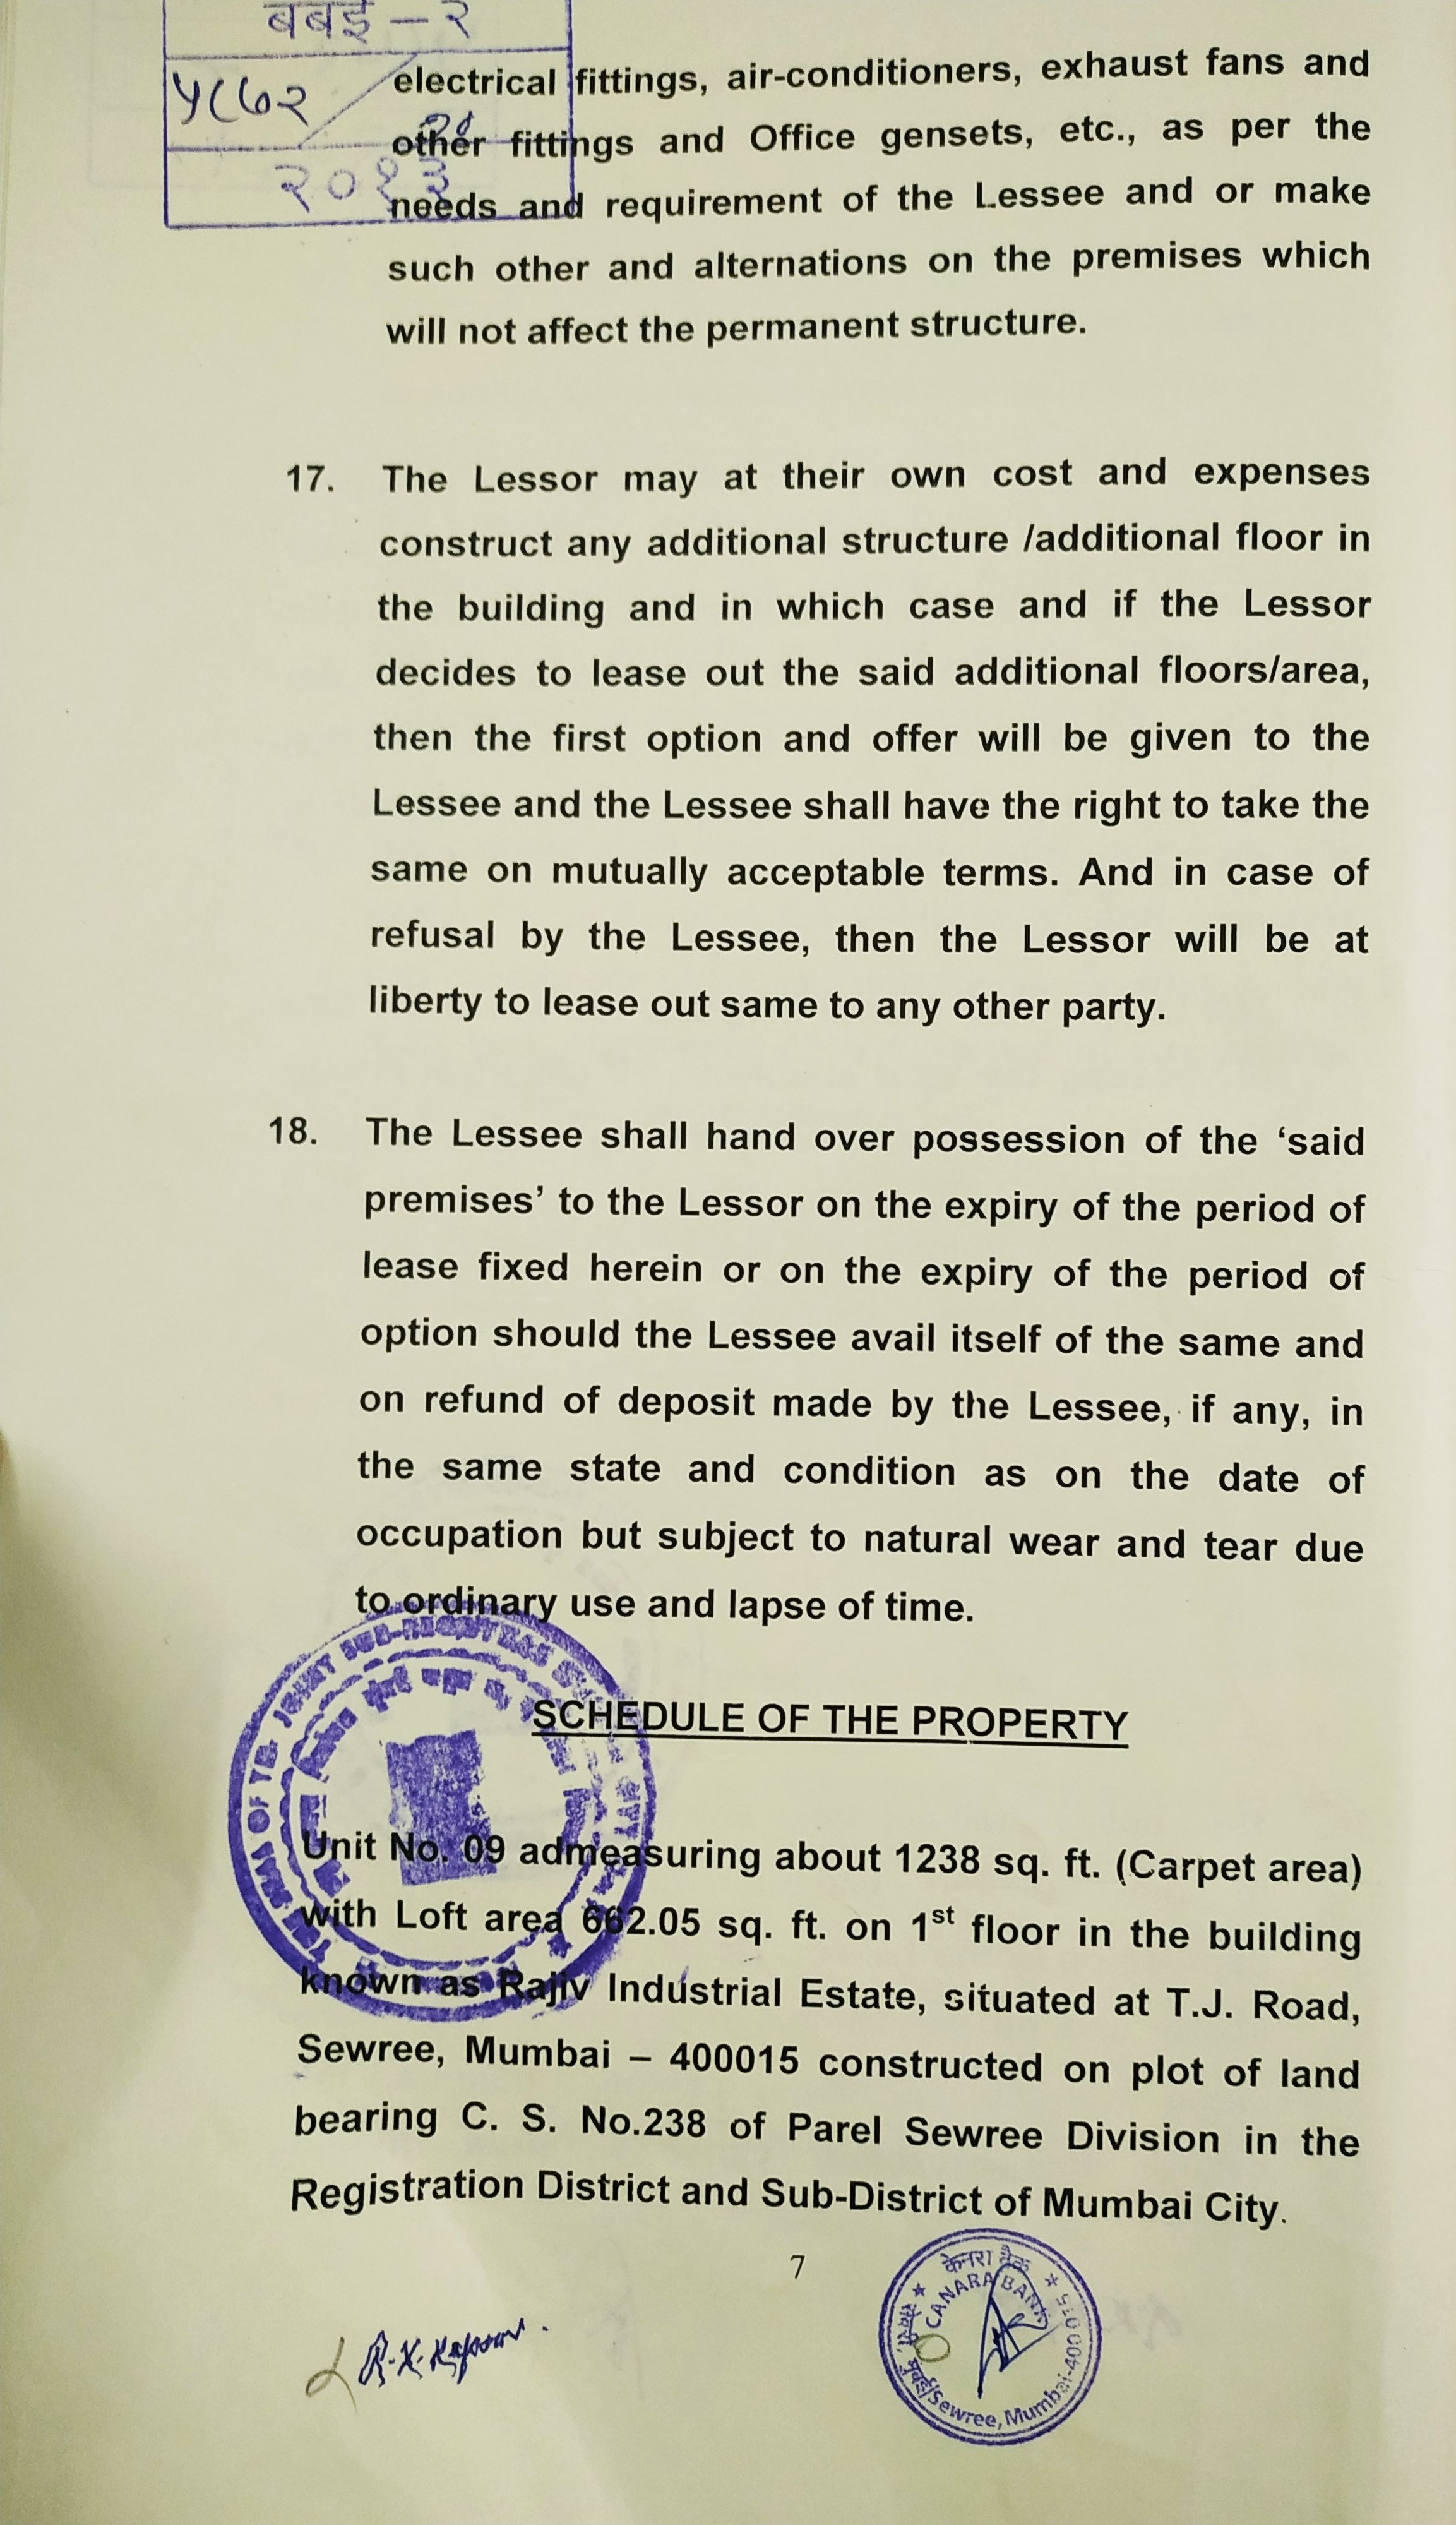 बबई - २
५८७२
२०१३
electrical fittings, air-conditioners, exhaust fans and
other fittings and Office gensets, etc., as per the
needs and requirement of the Lessee and or make
such other and alternations on the premises which
will not affect the permanent structure.
17. The Lessor may at their own cost and expenses
construct any additional structure /additional floor in
the building and in which case and if the Lessor
decides to lease out the said additional floors/area,
then the first option and offer will be given to the
Lessee and the Lessee shall have the right to take the
same on mutually acceptable terms. And in case of
refusal by the Lessee, then the Lessor will be at
liberty to lease out same to any other party.
18. The Lessee shall hand over possession of the ‘said
premises’ to the Lessor on the expiry of the period of
lease fixed herein or on the expiry of the period of
option should the Lessee avail itself of the same and
on refund of deposit made by the Lessee, if any, in
the same state and condition as on the date of
occupation but subject to natural wear and tear due
to ordinary use and lapse of time.
JOINT SUB-REGISTRAR
SCHEDULE OF THE PROPERTY
Unit No. 09 admeasuring about 1238 sq. ft. (Carpet area)
with Loft area 662.05 sq. ft. on 1st floor in the building
known as Rajiv Industrial Estate, situated at T.J. Road,
Sewree, Mumbai – 400015 constructed on plot of land
bearing C. S. No.238 of Parel Sewree Division in the
Registration District and Sub-District of Mumbai City.
7
R.K. Kapoor.
केनरा बैंक
CANARA BANK
Sewree, Mumbai-400 015